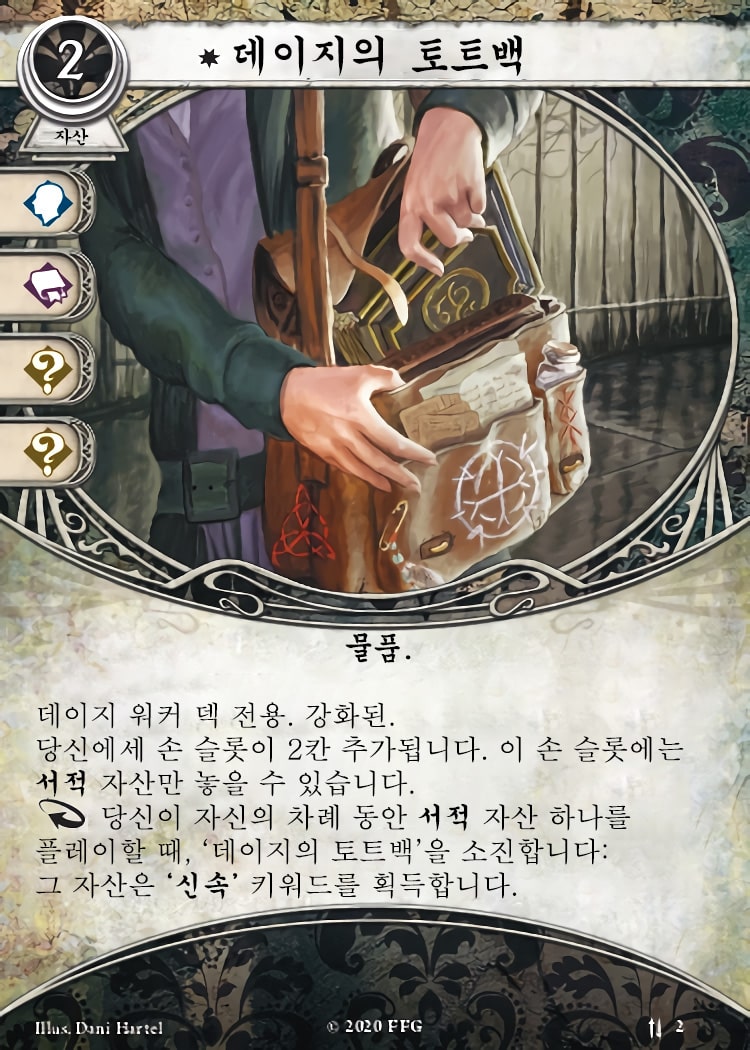 2
데이지의 토트백
자산
물품.
데이지 워커 덱 전용. 강화된.
당신에세 손 슬롯이 2칸 추가됩니다. 이 손 슬롯에는
서적 자산만 놓을 수 있습니다.
당신이 자신의 차례 동안 서적 자산 하나를
플레이할 때, ‘데이지의 토트백’을 소진합니다:
그 자산은 ‘신속’ 키워드를 획득합니다.
Illus. Dani Hartel
© 2020 FFG
2